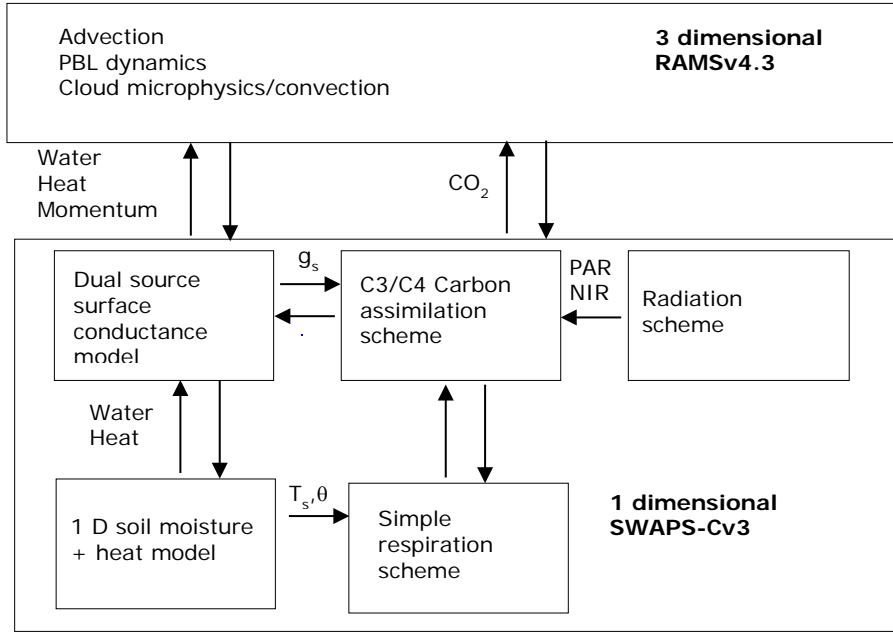 Advection
PBL dynamics
Cloud microphysics/convection
3 dimensional
RAMSv4.3
Water
Heat
Momentum
CO₂
Dual source
surface
conductance
model
gₛ
C3/C4 Carbon
assimilation
scheme
PAR
NIR
Radiation
scheme
Water
Heat
1 D soil moisture
+ heat model
Tₛ,θ
Simple
respiration
scheme
1 dimensional
SWAPS-Cv3